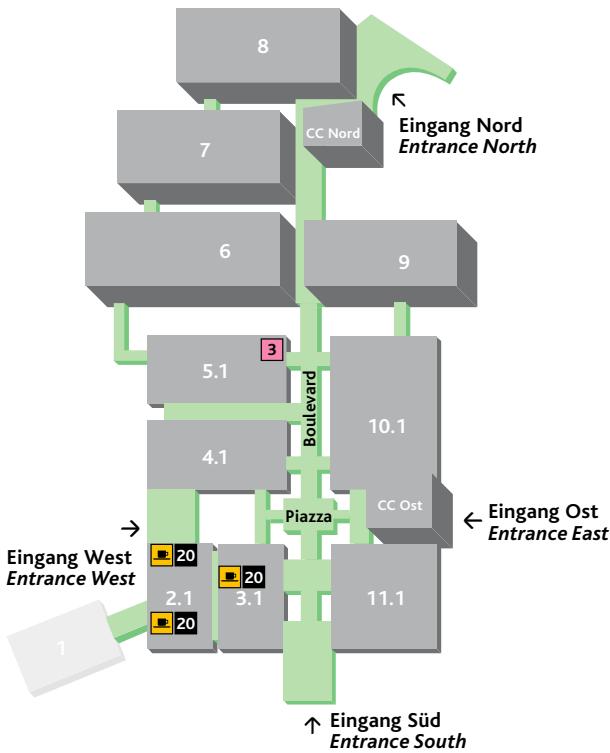 8
CC Nord
Eingang Nord
Entrance North
7
6
9
3
5.1
Boulevard
10.1
4.1
CC Ost
Piazza
Eingang Ost
Entrance East
Eingang West
Entrance West
20
20
2.1
3.1
11.1
20
1
Eingang Süd
Entrance South